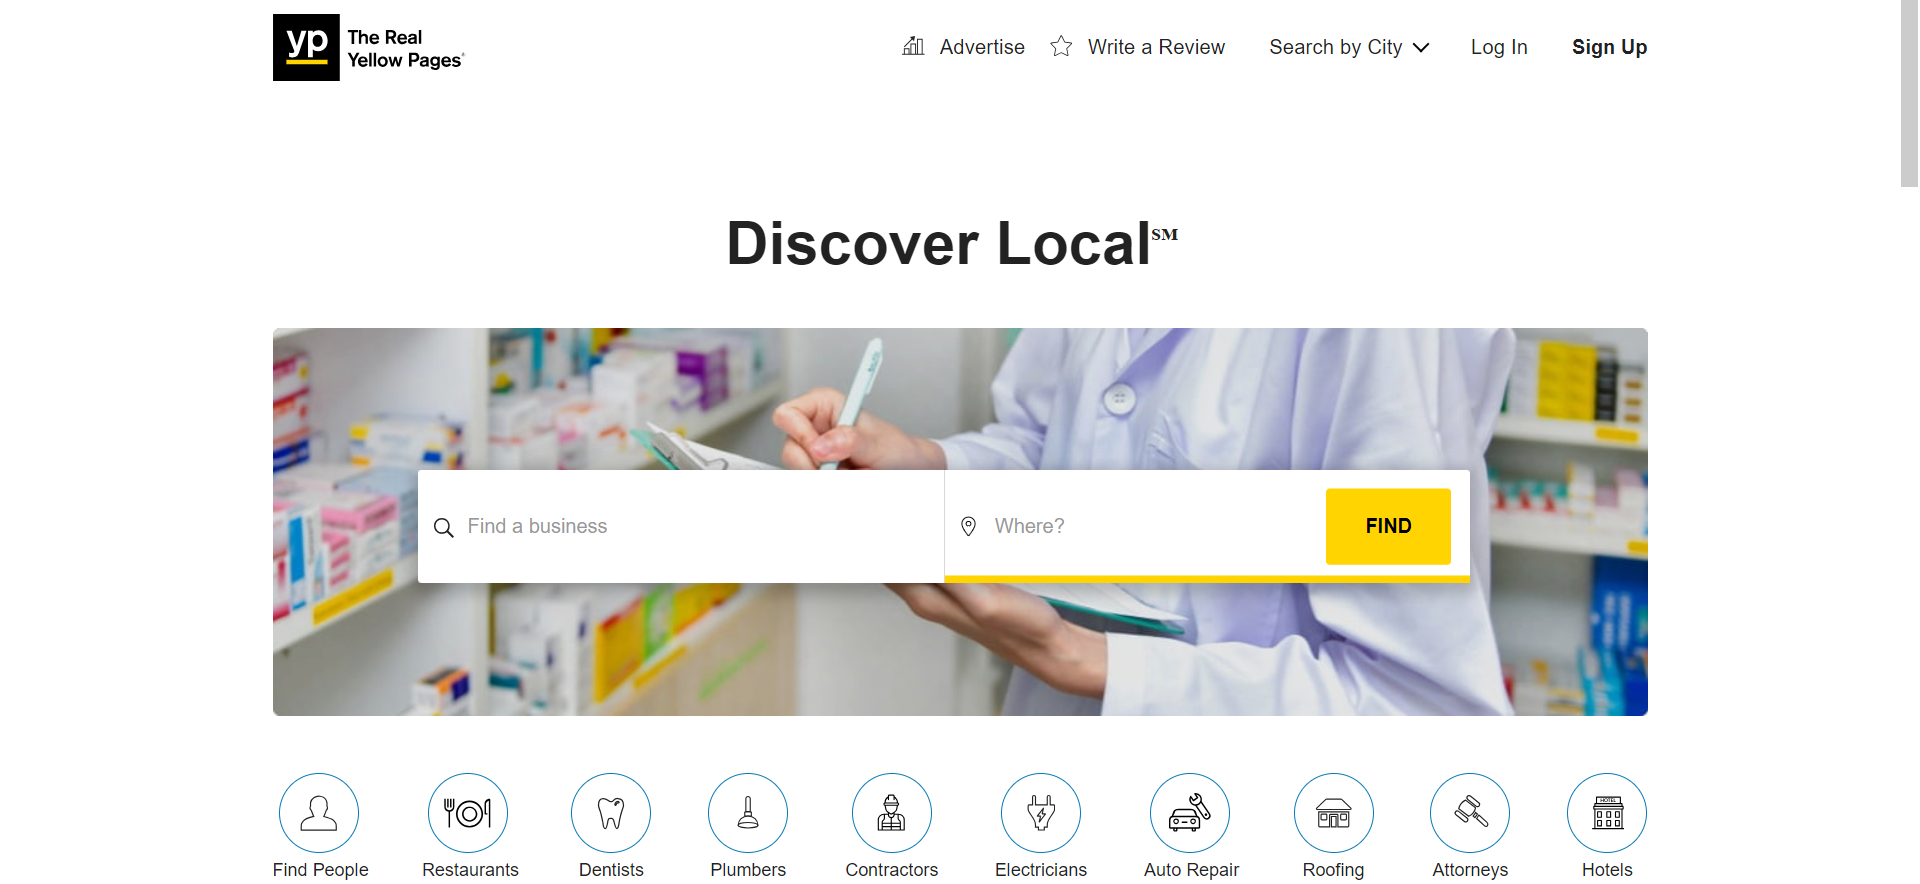 yp The Real
Yellow Pages
Advertise
Write a Review
Search by City
Log In
Sign Up
Discover Local℠
Find a business
Where?
FIND
Find People
Restaurants
Dentists
Plumbers
Contractors
Electricians
Auto Repair
Roofing
Attorneys
HOTEL
Hotels